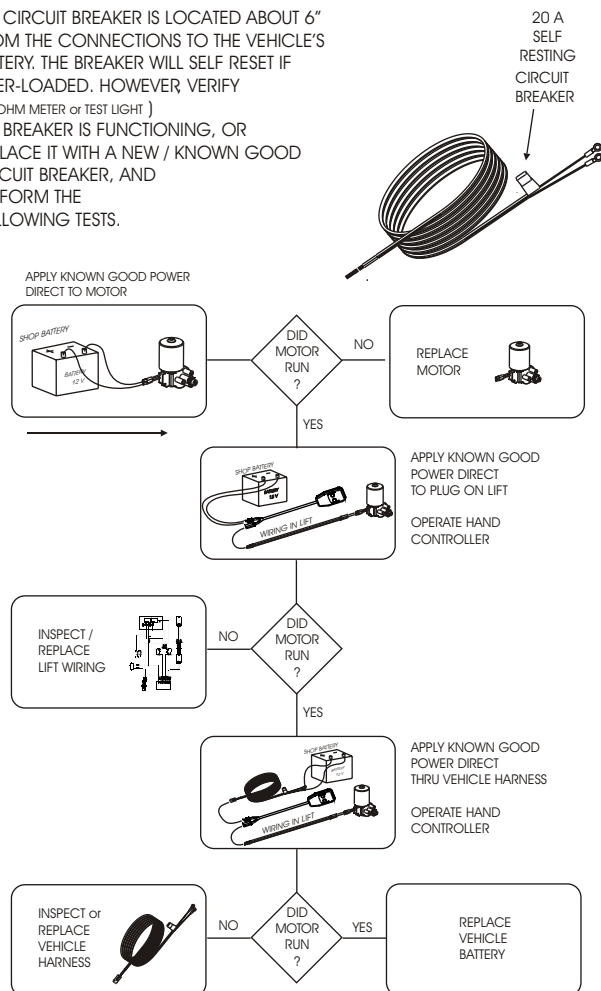 CIRCUIT BREAKER IS LOCATED ABOUT 6"
OM THE CONNECTIONS TO THE VEHICLE'S
TERY. THE BREAKER WILL SELF RESET IF
ER-LOADED. HOWEVER, VERIFY
OHM METER or TEST LIGHT )
BREAKER IS FUNCTIONING, OR
LACE IT WITH A NEW / KNOWN GOOD
CUIT BREAKER, AND
FORM THE
LLOWING TESTS.
20 A
SELF
RESTING
CIRCUIT
BREAKER
APPLY KNOWN GOOD POWER
DIRECT TO MOTOR
SHOP BATTERY
BATTERY
12 V
DID
MOTOR
RUN
?
NO
REPLACE
MOTOR
YES
SHOP BATTERY
BATTERY
12 V
WIRING IN LIFT
APPLY KNOWN GOOD
POWER DIRECT
TO PLUG ON LIFT
OPERATE HAND
CONTROLLER
INSPECT /
REPLACE
LIFT WIRING
NO
DID
MOTOR
RUN
?
YES
SHOP BATTERY
BATTERY
12 V
WIRING IN LIFT
APPLY KNOWN GOOD
POWER DIRECT
THRU VEHICLE HARNESS
OPERATE HAND
CONTROLLER
INSPECT or
REPLACE
VEHICLE
HARNESS
NO
DID
MOTOR
RUN
?
YES
REPLACE
VEHICLE
BATTERY